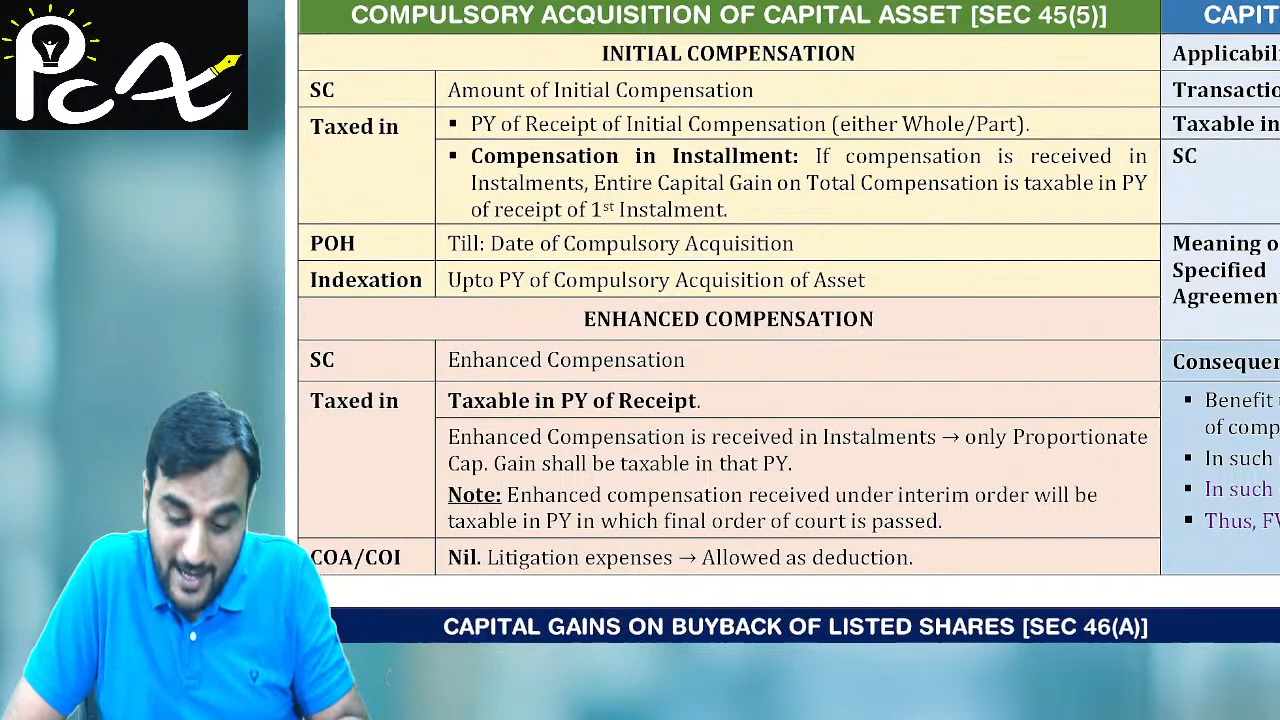 PCA
COMPULSORY ACQUISITION OF CAPITAL ASSET [SEC 45(5)]
INITIAL COMPENSATION
SC
Amount of Initial Compensation
Taxed in
▪ PY of Receipt of Initial Compensation (either Whole/Part).
▪ Compensation in Installment: If compensation is received in
Instalments, Entire Capital Gain on Total Compensation is taxable in PY
of receipt of 1st Instalment.
POH
Till: Date of Compulsory Acquisition
Indexation
Upto PY of Compulsory Acquisition of Asset
ENHANCED COMPENSATION
SC
Enhanced Compensation
Taxed in
Taxable in PY of Receipt.
Enhanced Compensation is received in Instalments → only Proportionate
Cap. Gain shall be taxable in that PY.
Note: Enhanced compensation received under interim order will be
taxable in PY in which final order of court is passed.
COA/COI
Nil. Litigation expenses → Allowed as deduction.
CAPITAL GAINS ON BUYBACK OF LISTED SHARES [SEC 46(A)]
CAPIT
Applicabili
Transactio
Taxable in
SC
Meaning o
Specified
Agreemen
Consequen
▪ Benefit
of comp
▪ In such
▪ In such
▪ Thus, FV